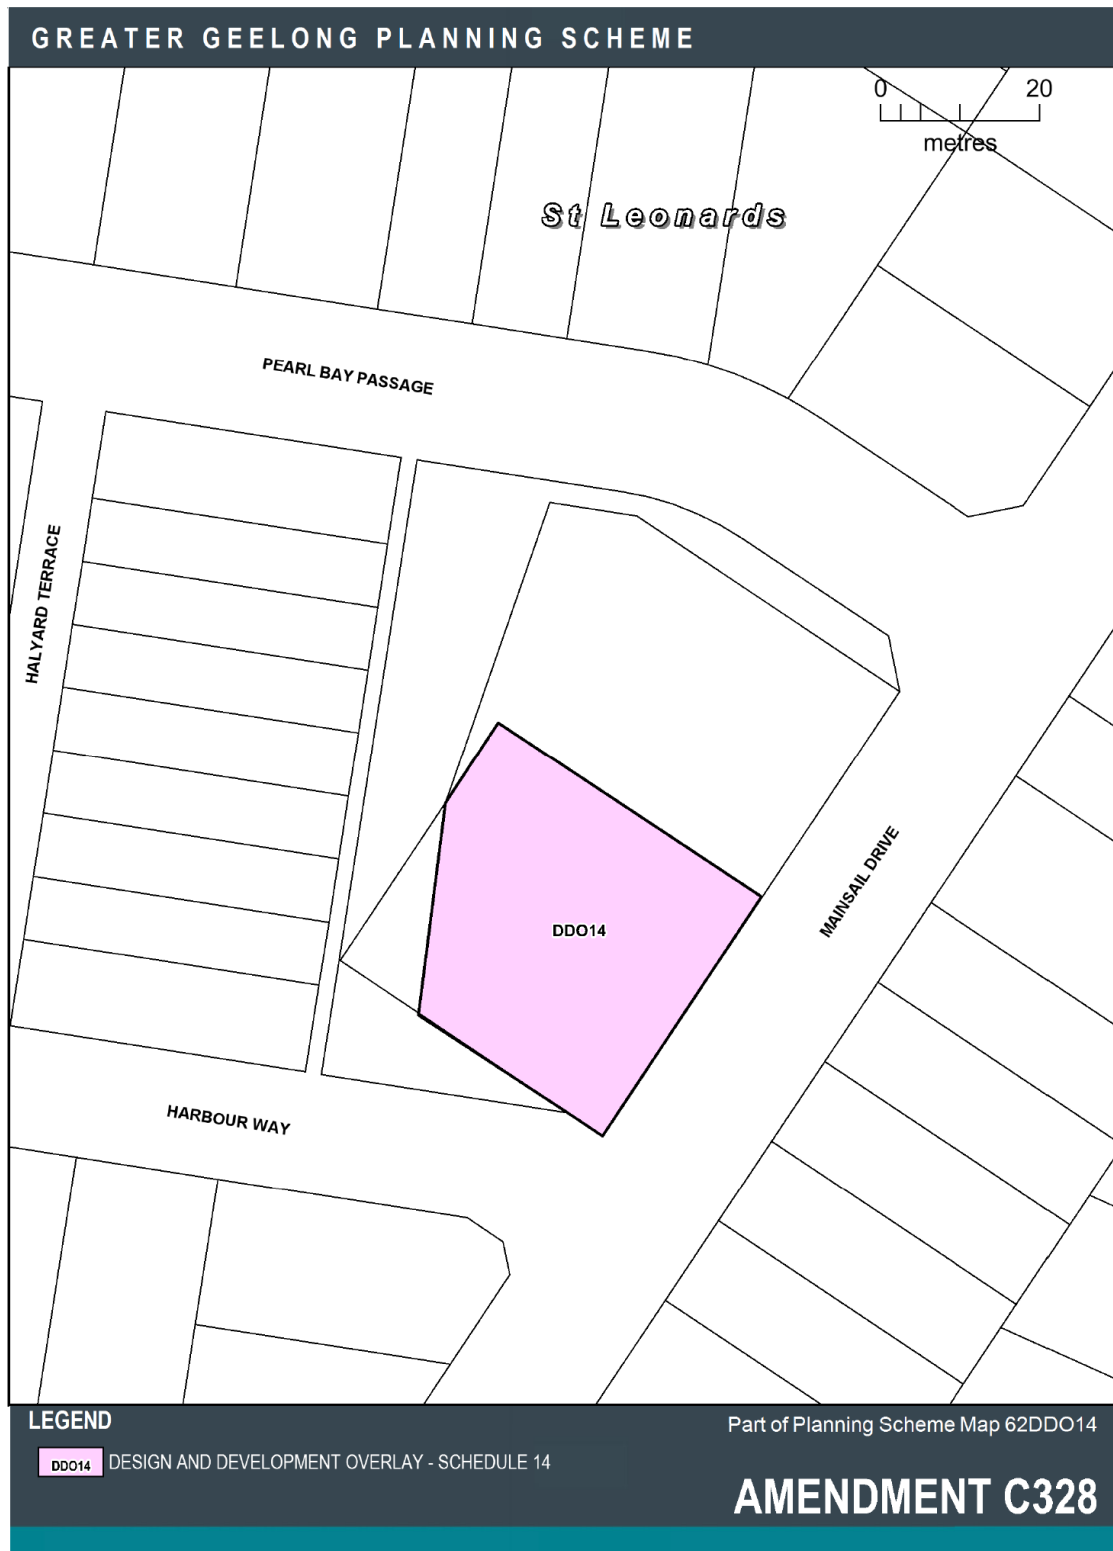 GREATER GEELONG PLANNING SCHEME
0 20
metres
St Leonards
PEARL BAY PASSAGE
HALYARD TERRACE
MAINSAIL DRIVE
DDO14
HARBOUR WAY
LEGEND
Part of Planning Scheme Map 62DDO14
DDO14 DESIGN AND DEVELOPMENT OVERLAY - SCHEDULE 14
AMENDMENT C328